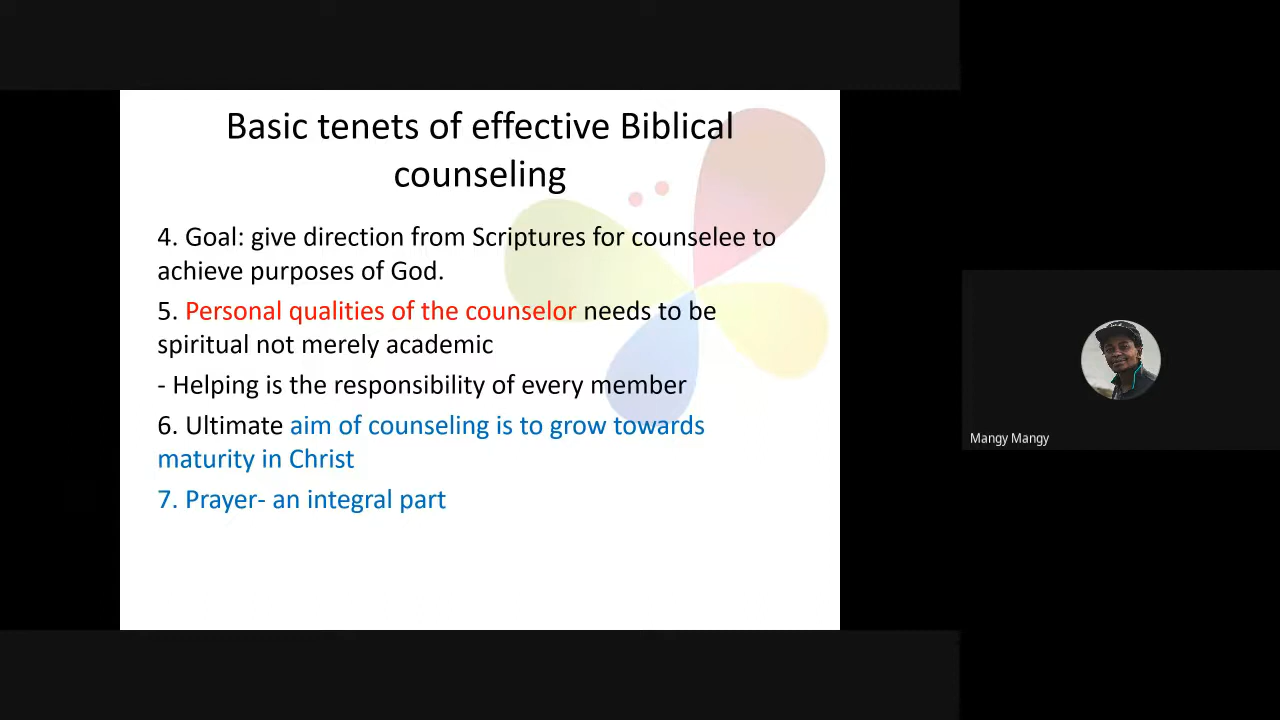 Basic tenets of effective Biblical
counseling
4. Goal: give direction from Scriptures for counselee to
achieve purposes of God.
5. Personal qualities of the counselor needs to be
spiritual not merely academic
- Helping is the responsibility of every member
6. Ultimate aim of counseling is to grow towards
maturity in Christ
7. Prayer- an integral part
Mangy Mangy